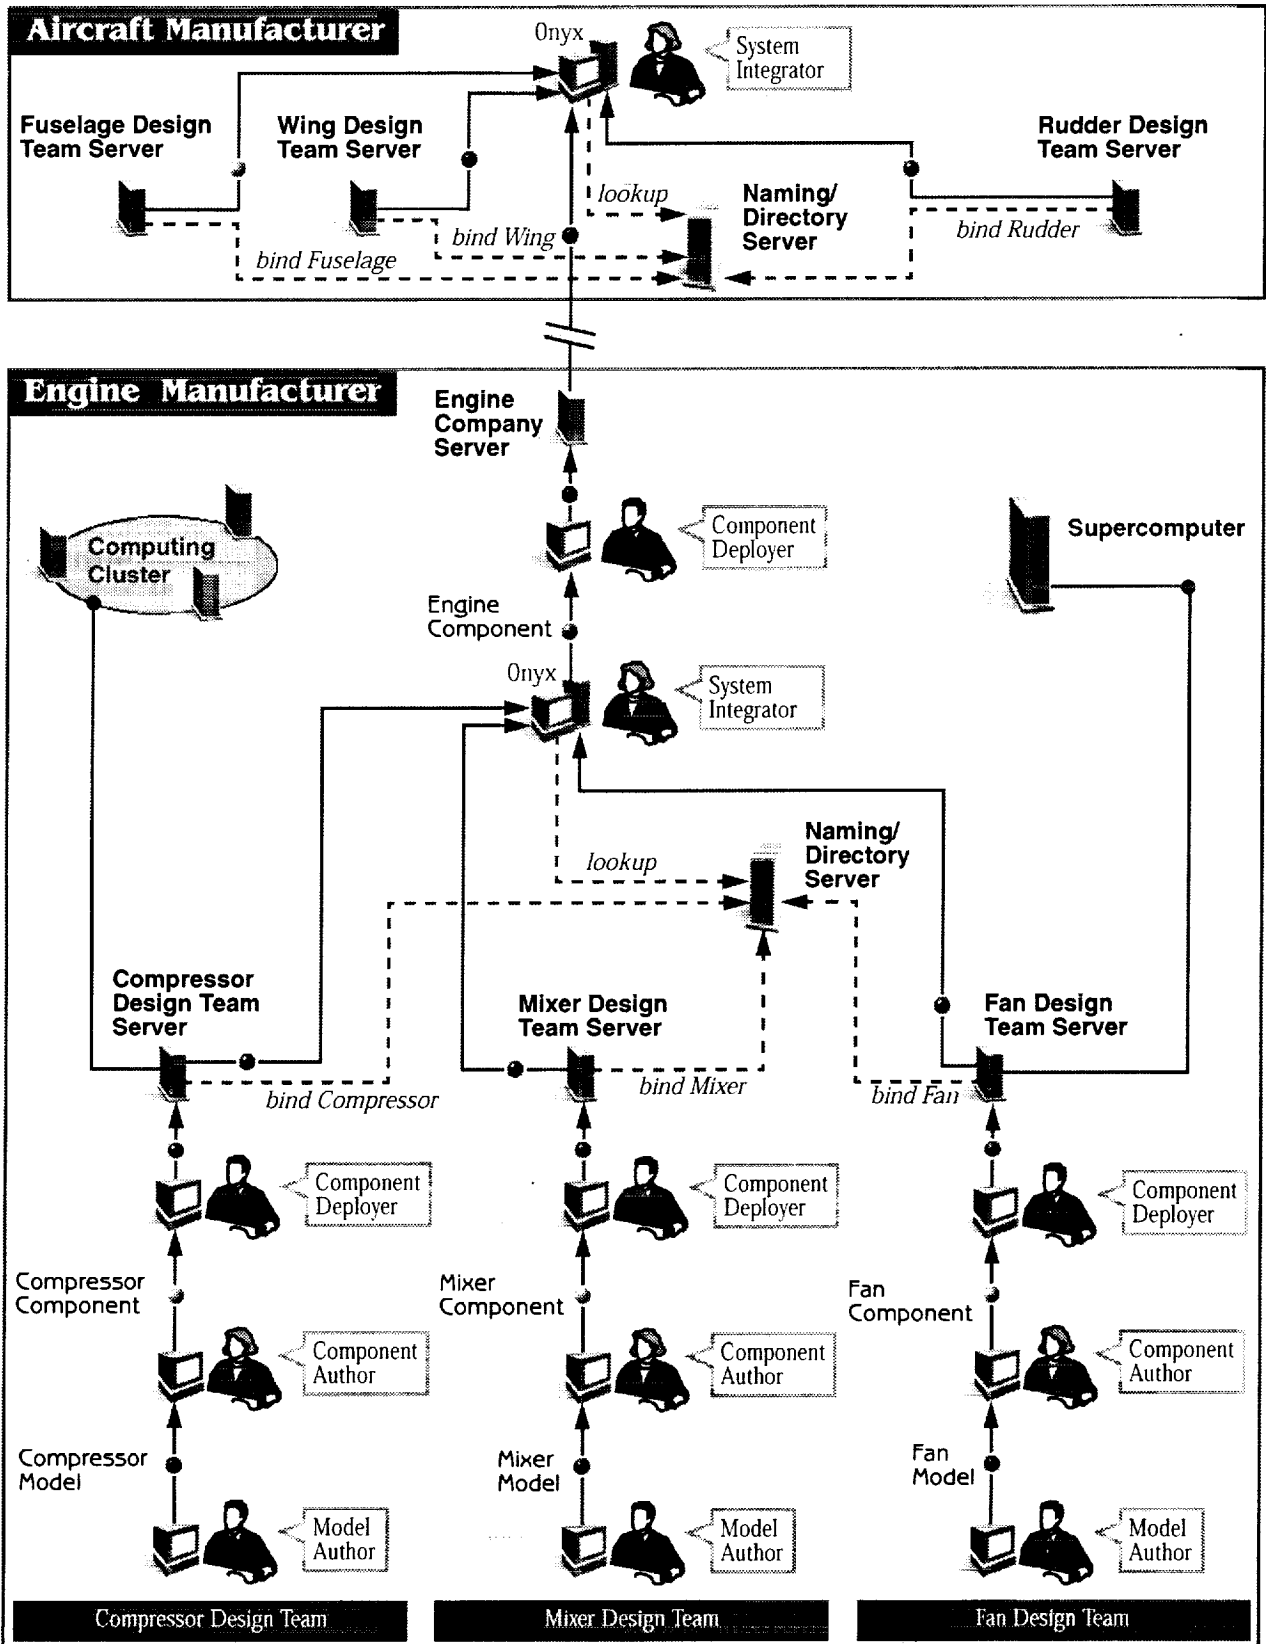 Aircraft Manufacturer
Onyx
System
Integrator
Fuselage Design
Team Server
Wing Design
Team Server
Rudder Design
Team Server
lookup
Naming/
Directory
Server
bind Wing
bind Rudder
bind Fuselage
Engine Manufacturer
Engine
Company
Server
Computing
Cluster
Component
Deployer
Supercomputer
Engine
Component
Onyx
System
Integrator
lookup
Naming/
Directory
Server
Compressor
Design Team
Server
Mixer Design
Team Server
Fan Design
Team Server
bind Compressor
bind Mixer
bind Fan
Component
Deployer
Component
Deployer
Component
Deployer
Compressor
Component
Mixer
Component
Fan
Component
Component
Author
Component
Author
Component
Author
Compressor
Model
Mixer
Model
Fan
Model
Model
Author
Model
Author
Model
Author
Compressor Design Team
Mixer Design Team
Fan Design Team